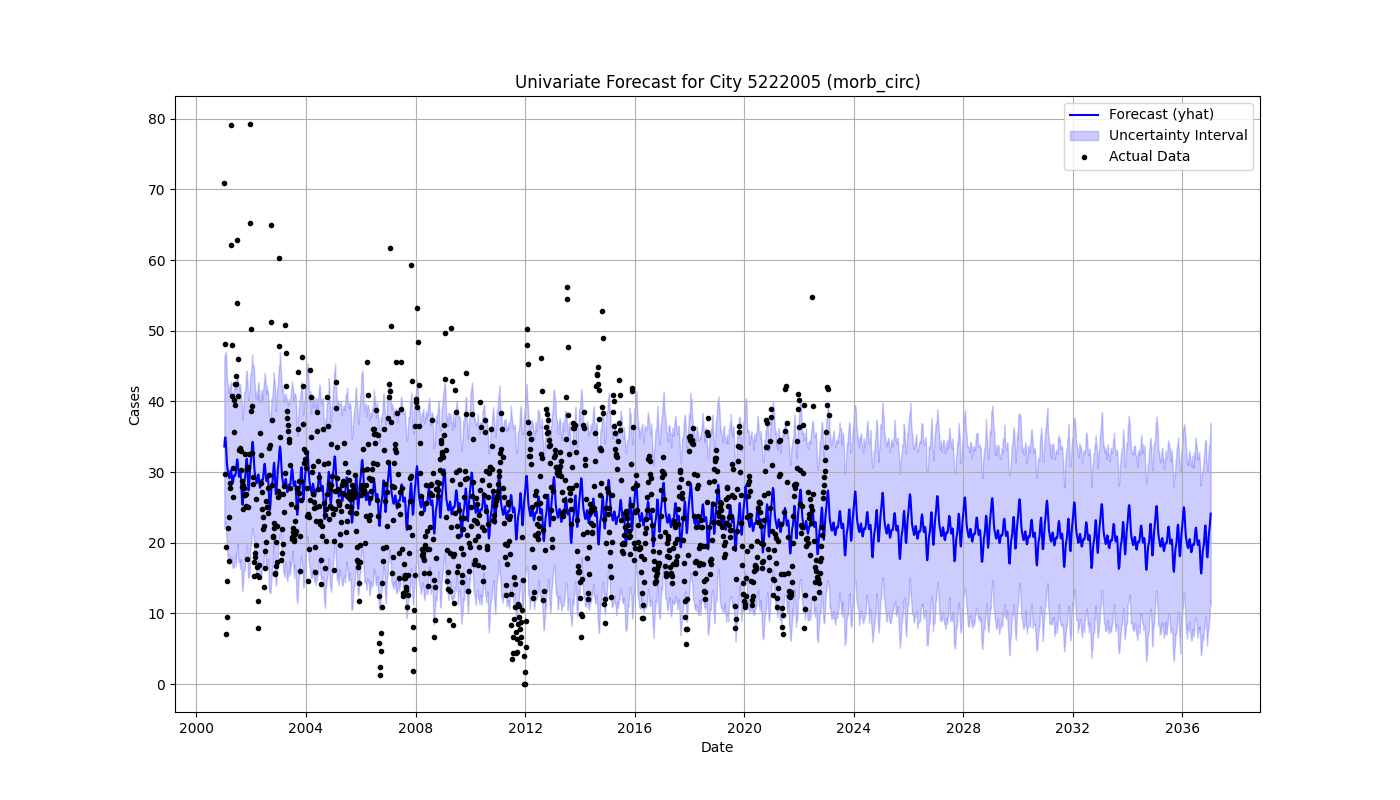 Univariate Forecast for City 5222005 (morb_circ)
Forecast (yhat)
Uncertainty Interval
Actual Data
Cases
80
70
60
50
40
30
20
10
0
2000 2004 2008 2012 2016 2020 2024 2028 2032 2036
Date